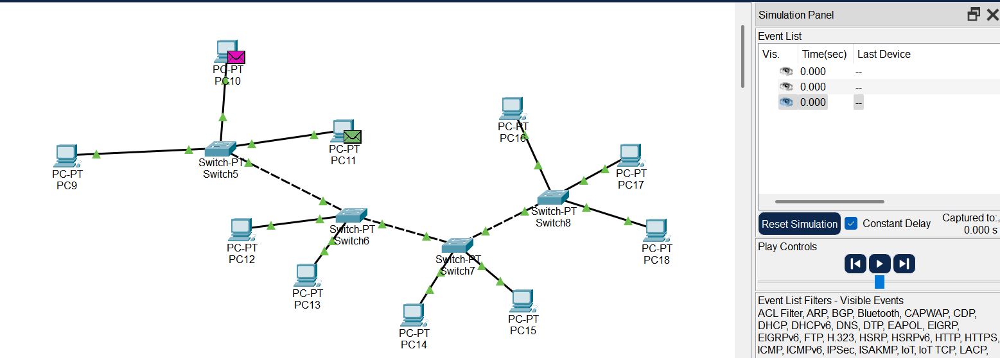 PC-PT
PC10
PC-PT
PC11
PC-PT
PC9
Switch-PT
Switch5
PC-PT
PC16
PC-PT
PC17
Switch-PT
Switch8
PC-PT
PC18
Switch-PT
Switch6
PC-PT
PC12
PC-PT
PC13
Switch-PT
Switch7
PC-PT
PC14
PC-PT
PC15
Simulation Panel
Event List
Vis. Time(sec) Last Device
0.000 --
0.000 --
0.000 --
Reset Simulation Constant Delay Captured to:
0.000 s
Play Controls
Event List Filters - Visible Events
ACL Filter, ARP, BGP, Bluetooth, CAPWAP, CDP,
DHCP, DHCPv6, DNS, DTP, EAPOL, EIGRP,
EIGRPv6, FTP, H.323, HSRP, HSRPv6, HTTP, HTTPS,
ICMP, ICMPv6, IPSec, ISAKMP, IoT, IoT TCP, LACP,